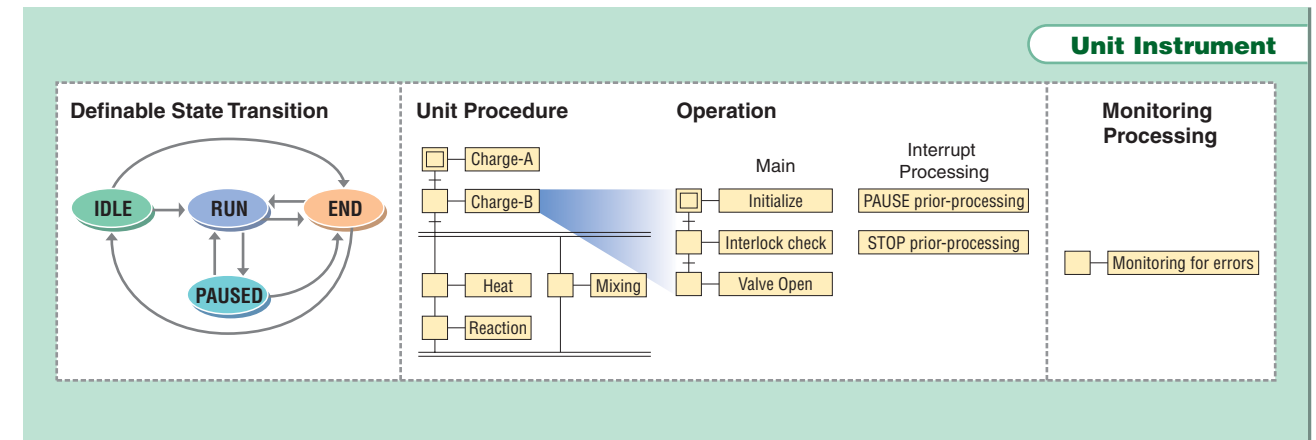 Unit Instrument
Definable State Transition
IDLE
RUN
END
PAUSED
Unit Procedure
Charge-A
Charge-B
Heat
Mixing
Reaction
Operation
Main
Initialize
Interlock check
Valve Open
Interrupt
Processing
PAUSE prior-processing
STOP prior-processing
Monitoring
Processing
Monitoring for errors